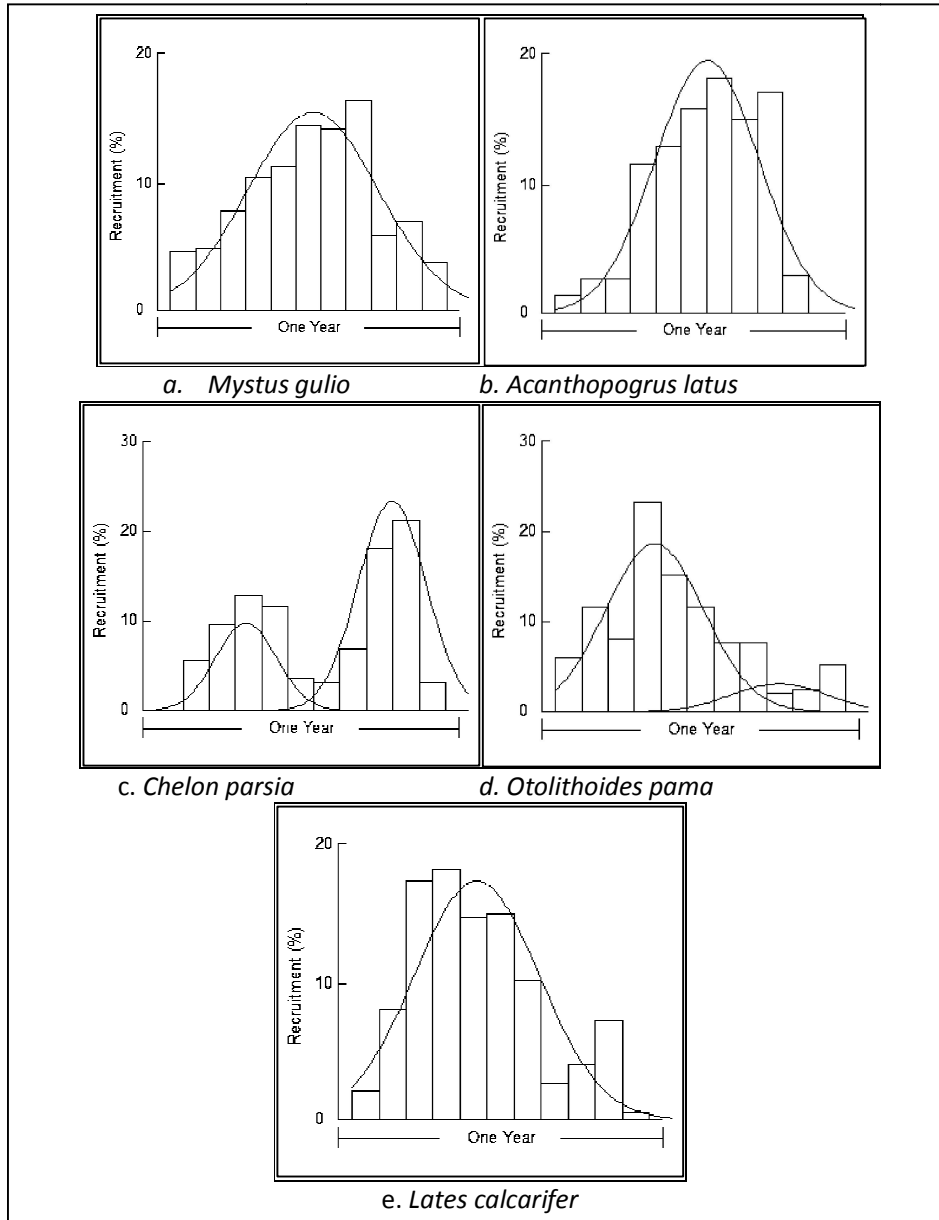 20
10
0
Recruitment (%)
One Year
20
10
0
Recruitment (%)
One Year
a. Mystus gulio
b. Acanthopogrus latus
30
20
10
0
Recruitment (%)
One Year
30
20
10
0
Recruitment (%)
One Year
c. Chelon parsia
d. Otolithoides pama
20
10
0
Recruitment (%)
One Year
e. Lates calcarifer